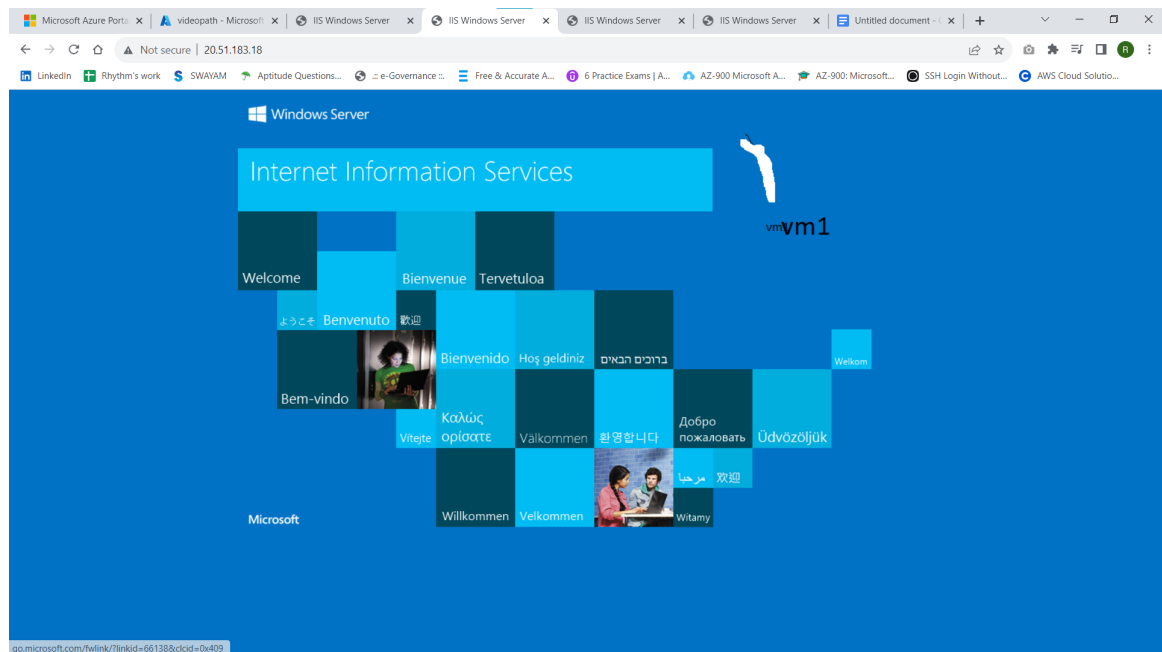 Microsoft Azure Porta
videopath - Microsoft
IIS Windows Server
IIS Windows Server
IIS Windows Server
IIS Windows Server
Untitled document -
Not secure | 20.51.183.18
LinkedIn
Rhythm's work
SWAYAM
Aptitude Questions...
:: e-Governance ::.
Free & Accurate A...
6 Practice Exams | A...
AZ-900 Microsoft A...
AZ-900: Microsoft...
SSH Login Without...
AWS Cloud Solutio...
R
Windows Server
Internet Information Services
vm1
Welcome
Bienvenue
Tervetuloa
ようこそ
Benvenuto
歡迎
Bienvenido
Hoş geldiniz
ברוכים הבאים
Welkom
Bem-vindo
Vítejte
Καλώς
ορίσατε
Välkommen
환영합니다
Добро
пожаловать
Üdvözöljük
مرحبا
欢迎
Microsoft
Willkommen
Velkommen
Witamy
go.microsoft.com/fwlink/?linkid=66138&clcid=0x409